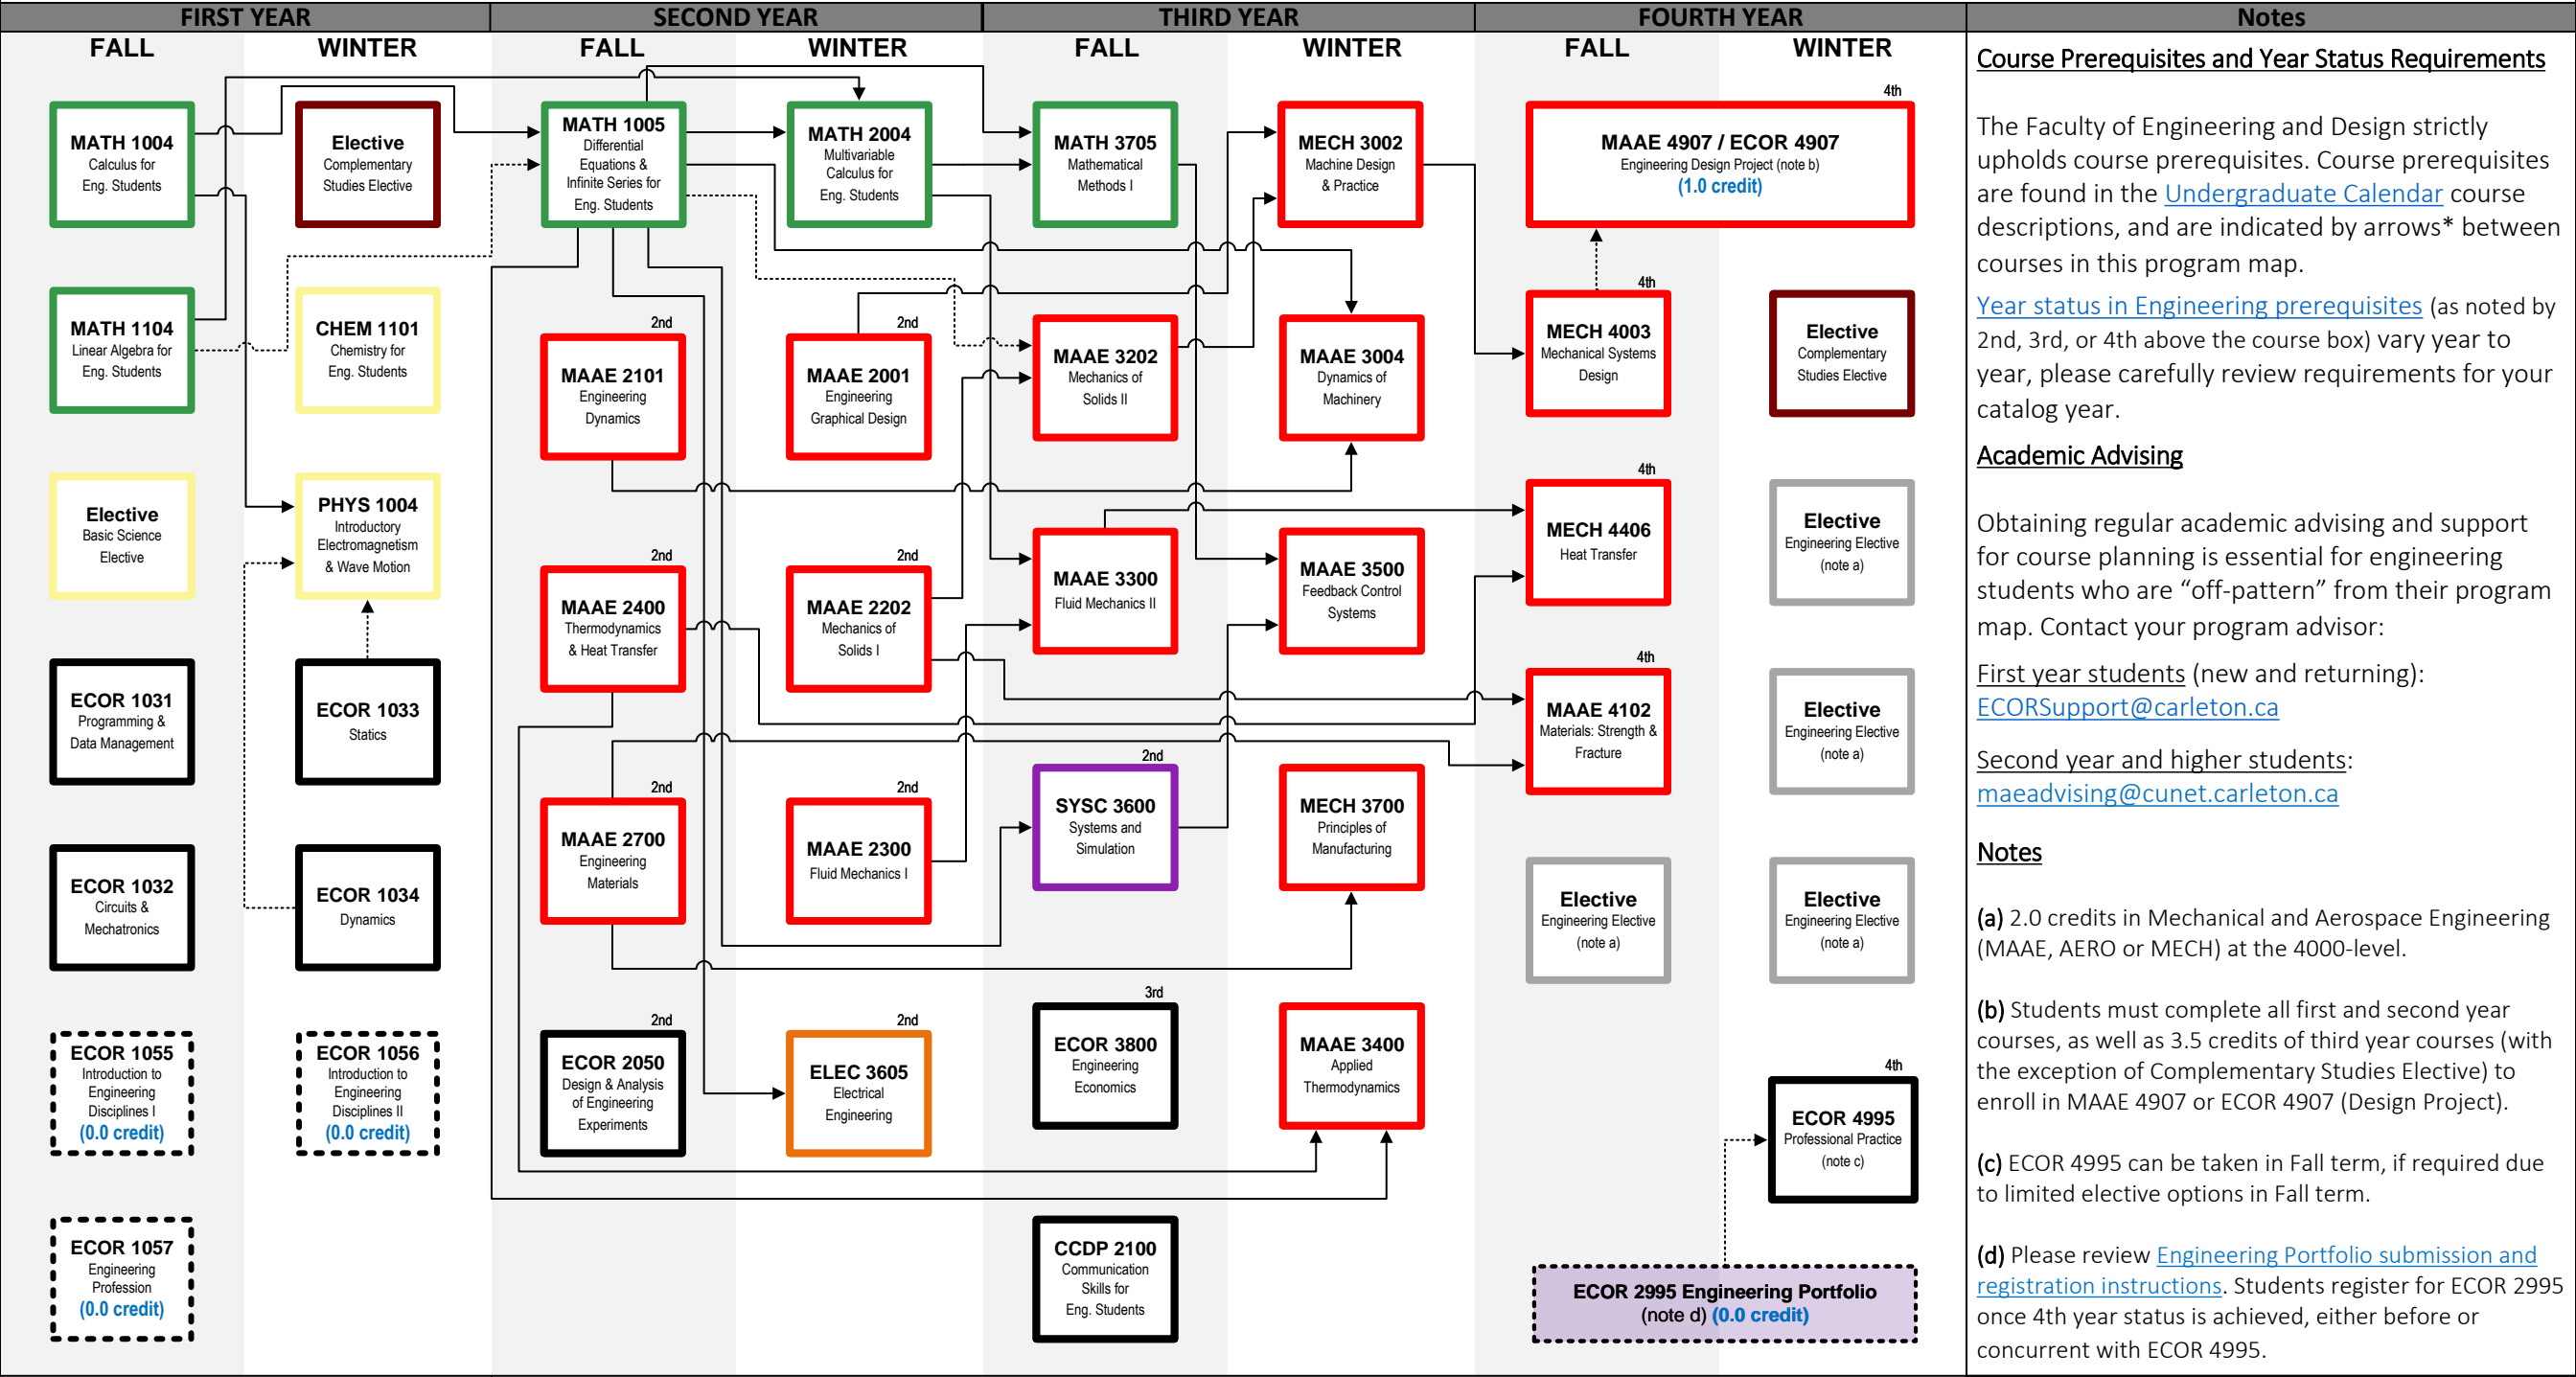 FIRST YEAR
SECOND YEAR
THIRD YEAR
FOURTH YEAR
Notes
FALL
WINTER
FALL
WINTER
FALL
WINTER
FALL
WINTER
MATH 1004
Calculus for
Eng. Students
MATH 1104
Linear Algebra for
Eng. Students
Elective
Basic Science
Elective
ECOR 1031
Programming &
Data Management
ECOR 1032
Circuits &
Mechatronics
ECOR 1055
Introduction to
Engineering
Disciplines I
(0.0 credit)
ECOR 1057
Engineering
Profession
(0.0 credit)
Elective
Complementary
Studies Elective
CHEM 1101
Chemistry for
Eng. Students
PHYS 1004
Introductory
Electromagnetism
& Wave Motion
ECOR 1033
Statics
ECOR 1034
Dynamics
ECOR 1056
Introduction to
Engineering
Disciplines II
(0.0 credit)
MATH 1005
Differential
Equations &
Infinite Series for
Eng. Students
2nd
MAAE 2101
Engineering
Dynamics
2nd
MAAE 2400
Thermodynamics
& Heat Transfer
2nd
MAAE 2700
Engineering
Materials
2nd
ECOR 2050
Design & Analysis
of Engineering
Experiments
MATH 2004
Multivariable
Calculus for
Eng. Students
2nd
MAAE 2001
Engineering
Graphical Design
2nd
MAAE 2202
Mechanics of
Solids I
2nd
MAAE 2300
Fluid Mechanics I
2nd
ELEC 3605
Electrical
Engineering
MATH 3705
Mathematical
Methods I
MAAE 3202
Mechanics of
Solids II
MAAE 3300
Fluid Mechanics II
2nd
SYSC 3600
Systems and
Simulation
3rd
ECOR 3800
Engineering
Economics
CCDP 2100
Communication
Skills for
Eng. Students
MECH 3002
Machine Design
& Practice
MAAE 3004
Dynamics of
Machinery
MAAE 3500
Feedback Control
Systems
MECH 3700
Principles of
Manufacturing
MAAE 3400
Applied
Thermodynamics
4th
MAAE 4907 / ECOR 4907
Engineering Design Project (note b)
(1.0 credit)
4th
MECH 4003
Mechanical Systems
Design
4th
MECH 4406
Heat Transfer
4th
MAAE 4102
Materials: Strength &
Fracture
Elective
Engineering Elective
(note a)
Elective
Complementary
Studies Elective
Elective
Engineering Elective
(note a)
Elective
Engineering Elective
(note a)
Elective
Engineering Elective
(note a)
4th
ECOR 4995
Professional Practice
(note c)
ECOR 2995 Engineering Portfolio
(note d) (0.0 credit)
Course Prerequisites and Year Status Requirements
The Faculty of Engineering and Design strictly
upholds course prerequisites. Course prerequisites
are found in the Undergraduate Calendar course
descriptions, and are indicated by arrows* between
courses in this program map.
Year status in Engineering prerequisites (as noted by
2nd, 3rd, or 4th above the course box) vary year to
year, please carefully review requirements for your
catalog year.
Academic Advising
Obtaining regular academic advising and support
for course planning is essential for engineering
students who are “off-pattern” from their program
map. Contact your program advisor:
First year students (new and returning):
ECORSupport@carleton.ca
Second year and higher students:
maeadvising@cunet.carleton.ca
Notes
(a) 2.0 credits in Mechanical and Aerospace Engineering
(MAAE, AERO or MECH) at the 4000-level.
(b) Students must complete all first and second year
courses, as well as 3.5 credits of third year courses (with
the exception of Complementary Studies Elective) to
enroll in MAAE 4907 or ECOR 4907 (Design Project).
(c) ECOR 4995 can be taken in Fall term, if required due
to limited elective options in Fall term.
(d) Please review Engineering Portfolio submission and
registration instructions. Students register for ECOR 2995
once 4th year status is achieved, either before or
concurrent with ECOR 4995.